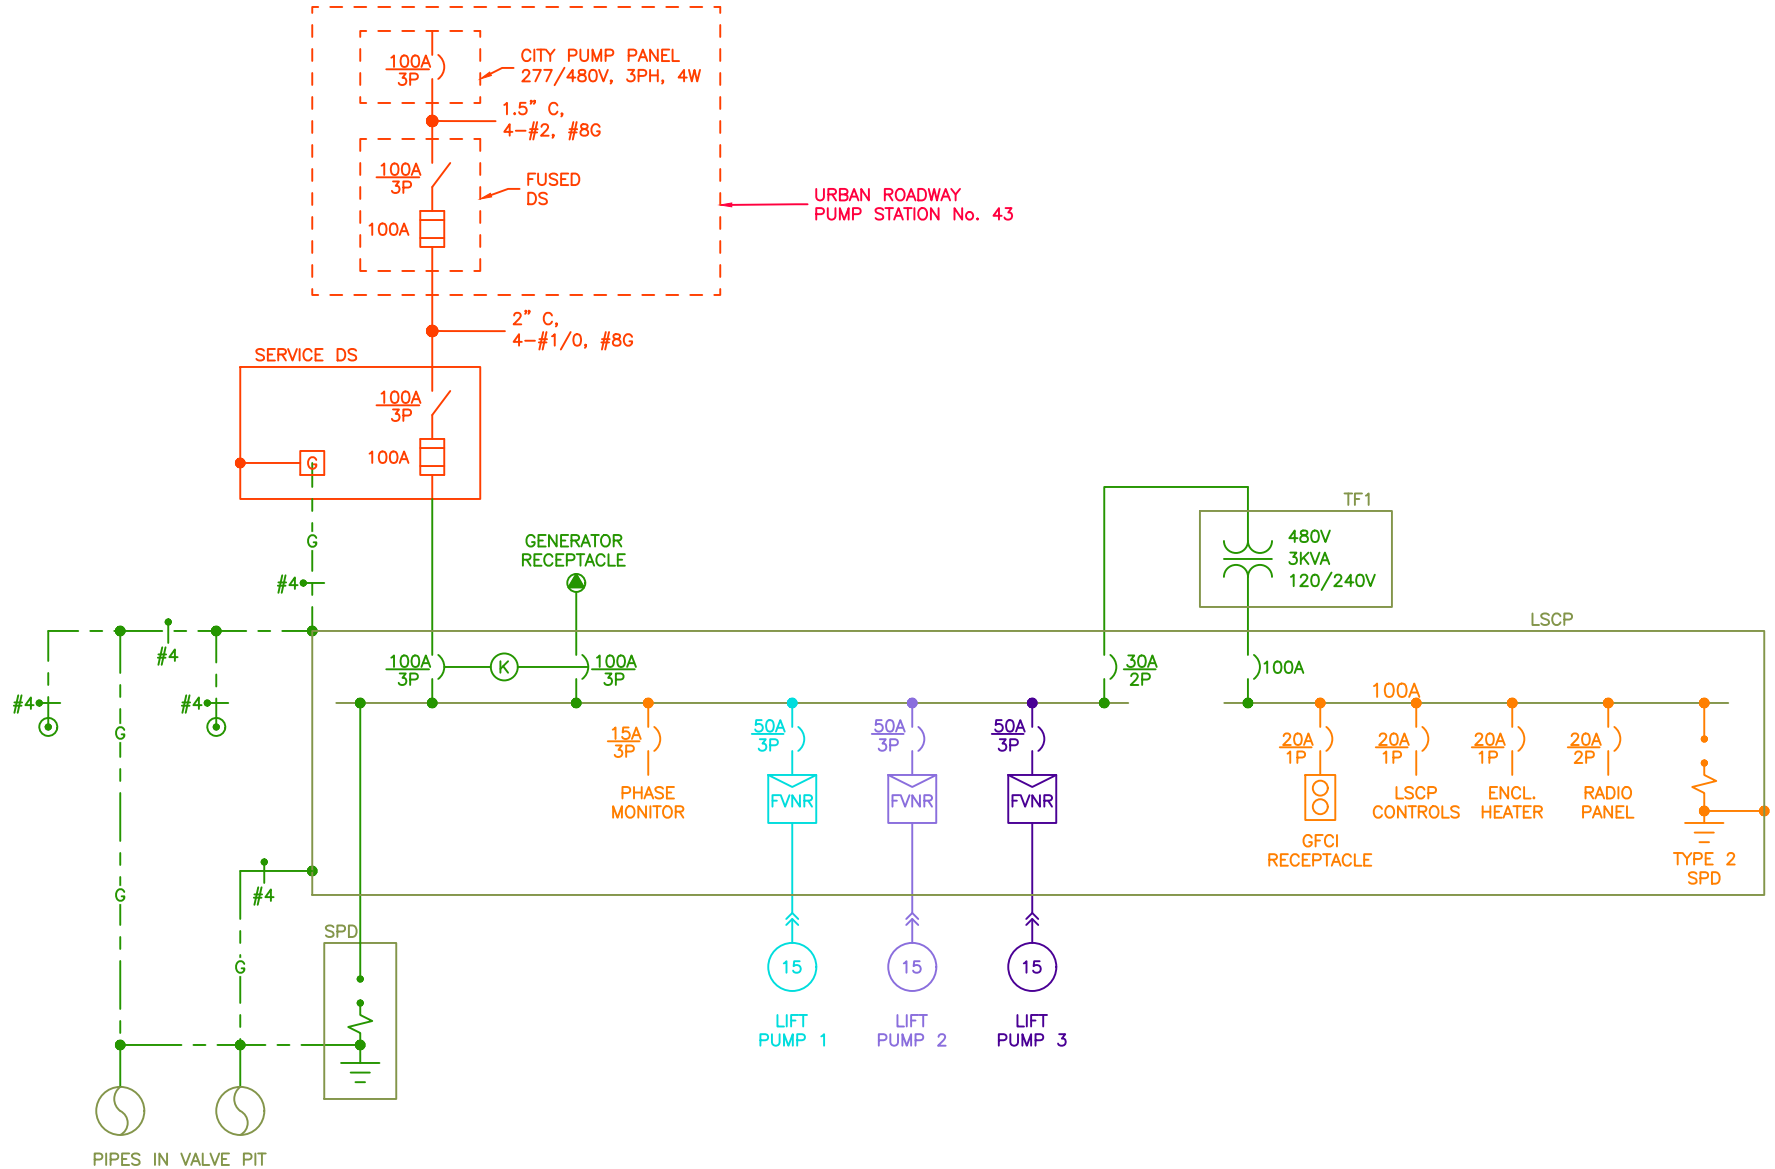 100A
3P
CITY PUMP PANEL
277/480V, 3PH, 4W
1.5" C,
4-#2, #8G
100A
3P
FUSED
DS
100A
URBAN ROADWAY
PUMP STATION No. 43
2" C,
4-#1/0, #8G
SERVICE DS
100A
3P
G
100A
TF1
480V
3KVA
120/240V
G
GENERATOR
RECEPTACLE
#4
LSCP
#4
100A
3P
K
100A
3P
30A
2P
100A
100A
#4
#4
G
15A
3P
50A
3P
50A
3P
50A
3P
20A
1P
20A
1P
20A
1P
20A
2P
PHASE
MONITOR
FVNR
FVNR
FVNR
LSCP
CONTROLS
ENCL.
HEATER
RADIO
PANEL
GFCI
RECEPTACLE
TYPE 2
SPD
#4
G
SPD
G
15
15
15
LIFT
PUMP 1
LIFT
PUMP 2
LIFT
PUMP 3
PIPES IN VALVE PIT